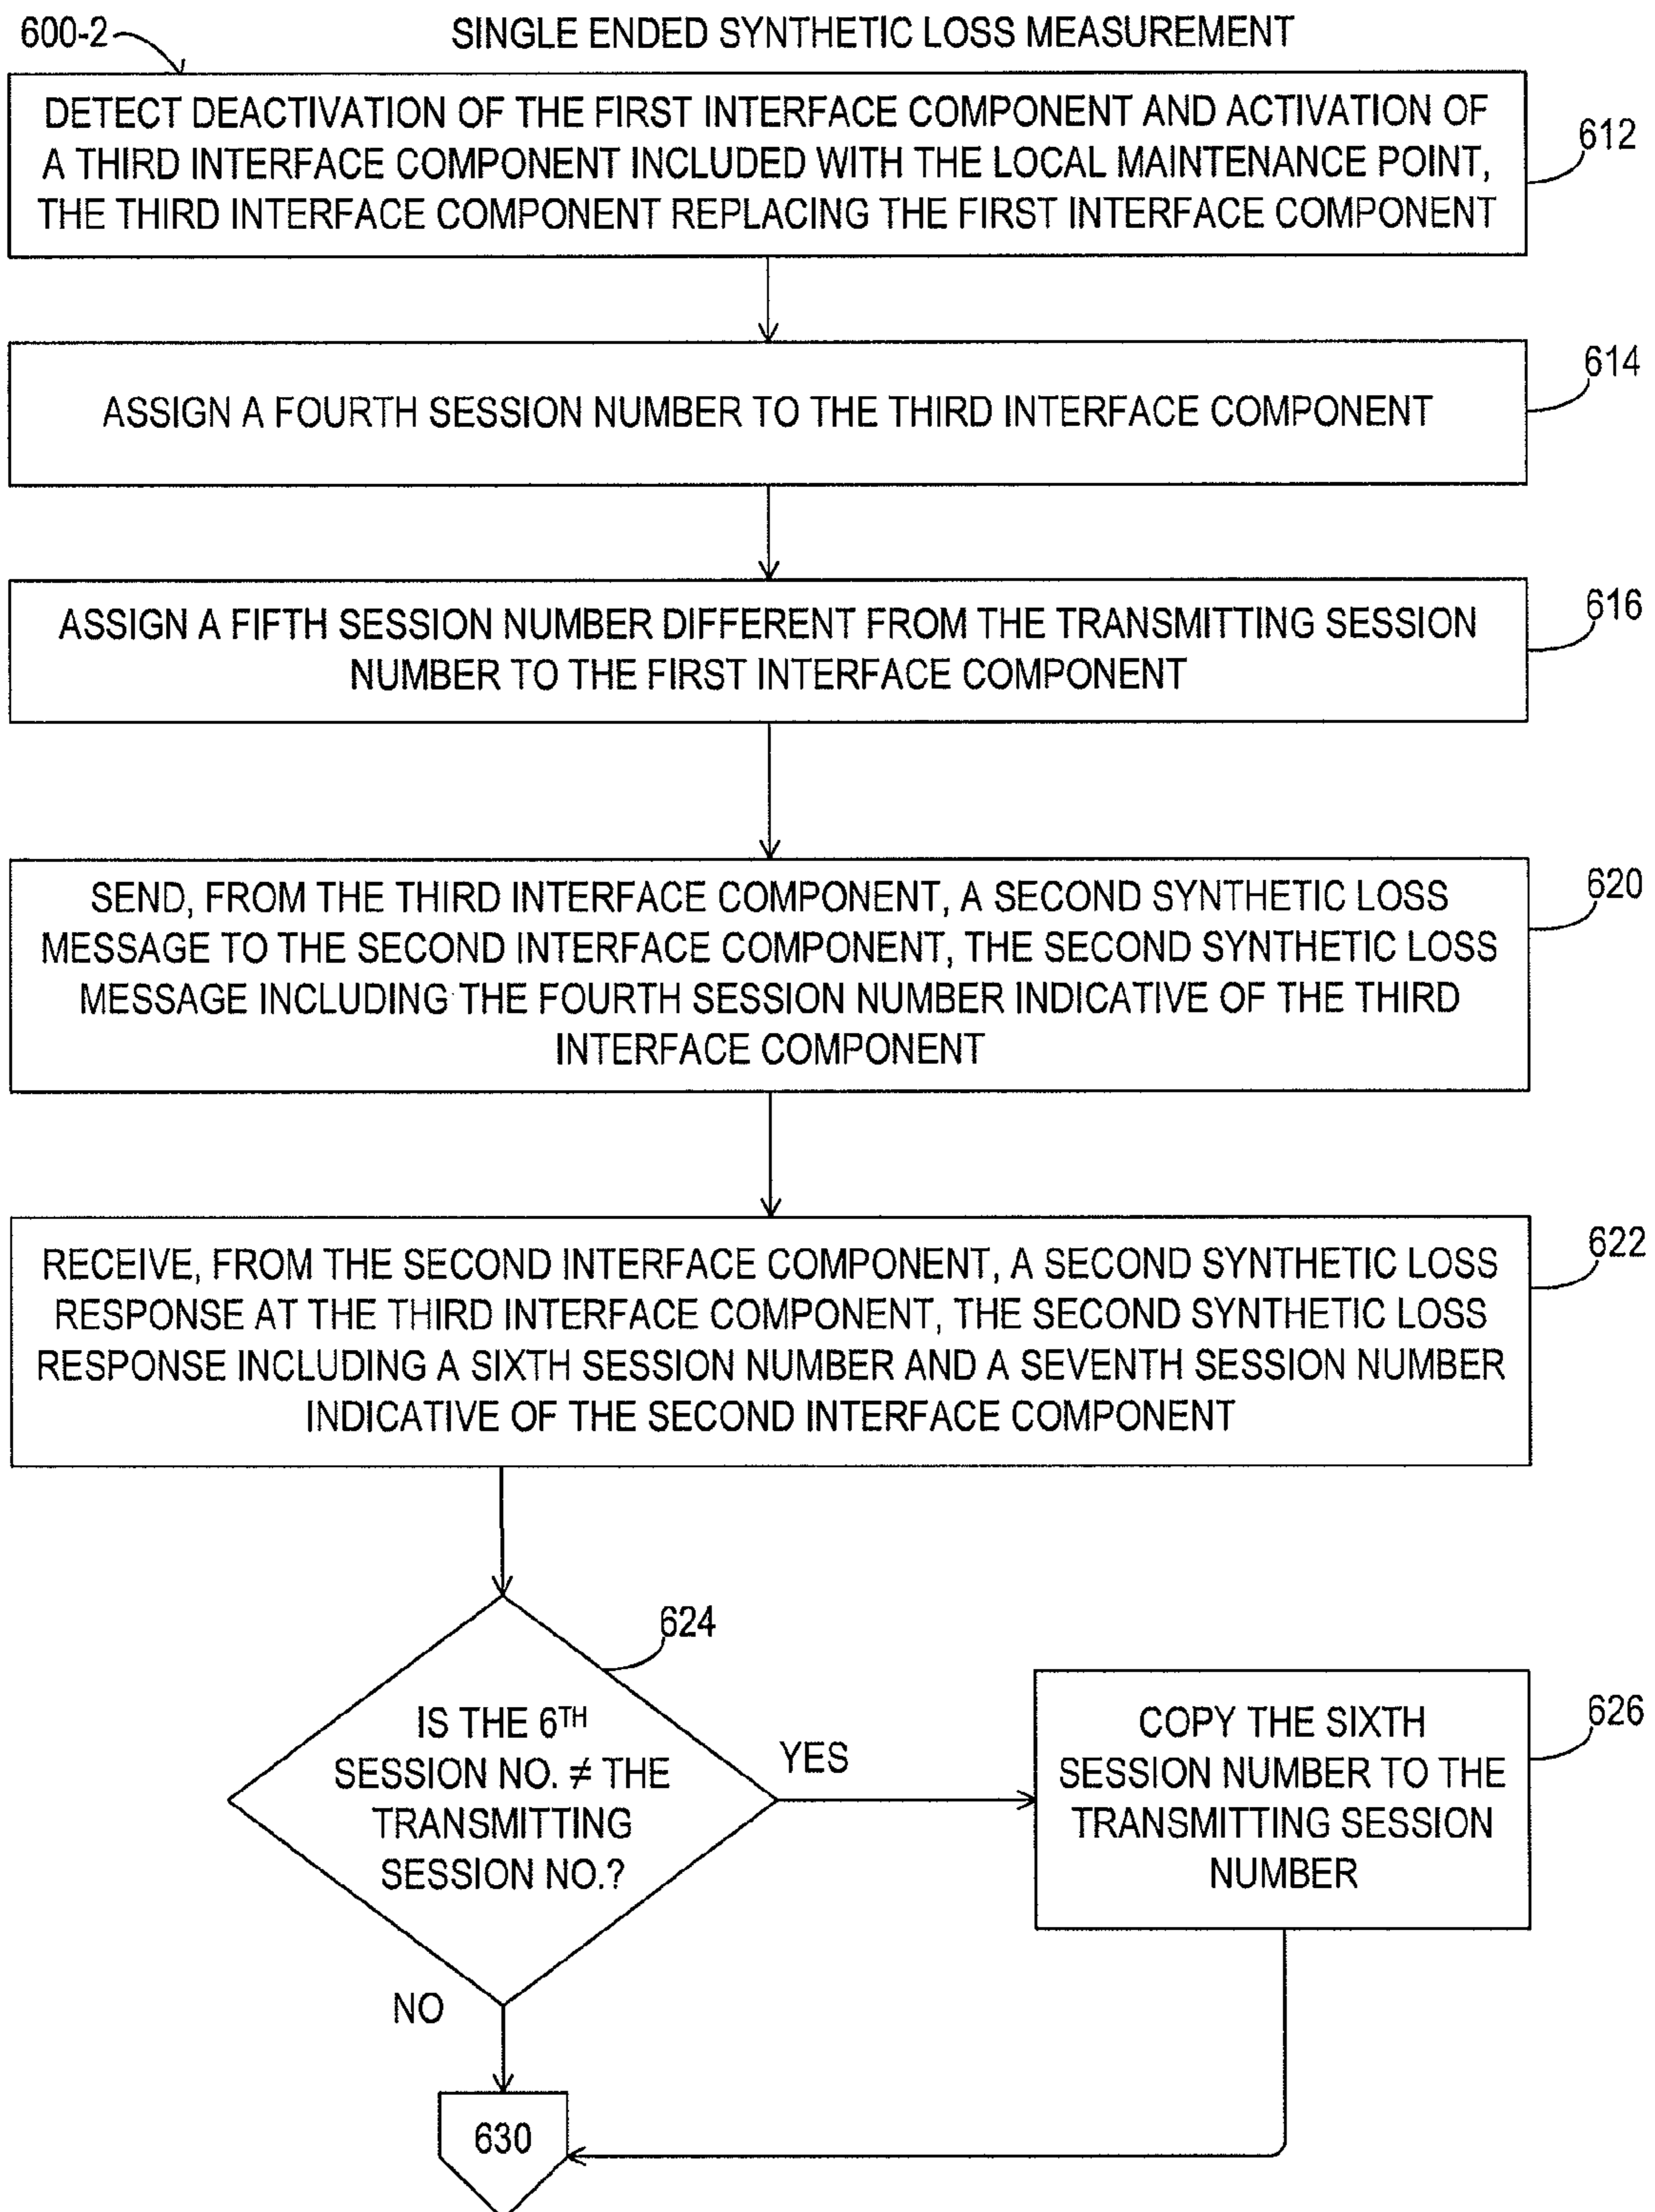 600-2
SINGLE ENDED SYNTHETIC LOSS MEASUREMENT
DETECT DEACTIVATION OF THE FIRST INTERFACE COMPONENT AND ACTIVATION OF
A THIRD INTERFACE COMPONENT INCLUDED WITH THE LOCAL MAINTENANCE POINT,
THE THIRD INTERFACE COMPONENT REPLACING THE FIRST INTERFACE COMPONENT
612
ASSIGN A FOURTH SESSION NUMBER TO THE THIRD INTERFACE COMPONENT
614
ASSIGN A FIFTH SESSION NUMBER DIFFERENT FROM THE TRANSMITTING SESSION
NUMBER TO THE FIRST INTERFACE COMPONENT
616
SEND, FROM THE THIRD INTERFACE COMPONENT, A SECOND SYNTHETIC LOSS
MESSAGE TO THE SECOND INTERFACE COMPONENT, THE SECOND SYNTHETIC LOSS
MESSAGE INCLUDING THE FOURTH SESSION NUMBER INDICATIVE OF THE THIRD
INTERFACE COMPONENT
620
RECEIVE, FROM THE SECOND INTERFACE COMPONENT, A SECOND SYNTHETIC LOSS
RESPONSE AT THE THIRD INTERFACE COMPONENT, THE SECOND SYNTHETIC LOSS
RESPONSE INCLUDING A SIXTH SESSION NUMBER AND A SEVENTH SESSION NUMBER
INDICATIVE OF THE SECOND INTERFACE COMPONENT
622
IS THE 6TH
SESSION NO. ≠ THE
TRANSMITTING
SESSION NO.?
624
YES
COPY THE SIXTH
SESSION NUMBER TO THE
TRANSMITTING SESSION
NUMBER
626
NO
630